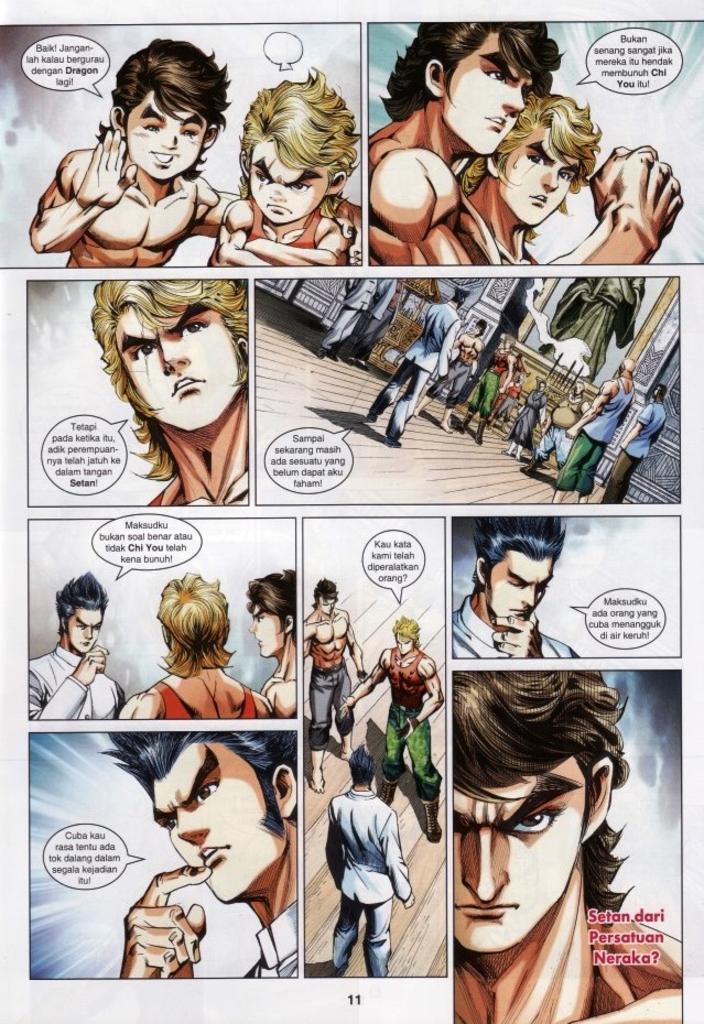 Baik! Jangan-
lah kalau bergurau
dengan Dragon
lagi!
Bukan
senang sangat jika
mereka itu hendak
membunuh Chi
You itu!
Tetapi
pada ketika itu,
adik perempuan-
nya telah jatuh ke
dalam tangan
Setan!
Sampai
sekarang masih
ada sesuatu yang
belum dapat aku
faham!
Maksudku
bukan soal benar atau
tidak Chi You telah
kena bunuh!
Kau kata
kami telah
diperalatkan
orang?
Maksudku
ada orang yang
cuba menangguk
di air keruh!
Cuba kau
rasa tentu ada
tok dalang dalam
segala kejadian
itu!
Setan dari
Persatuan
Neraka?
11